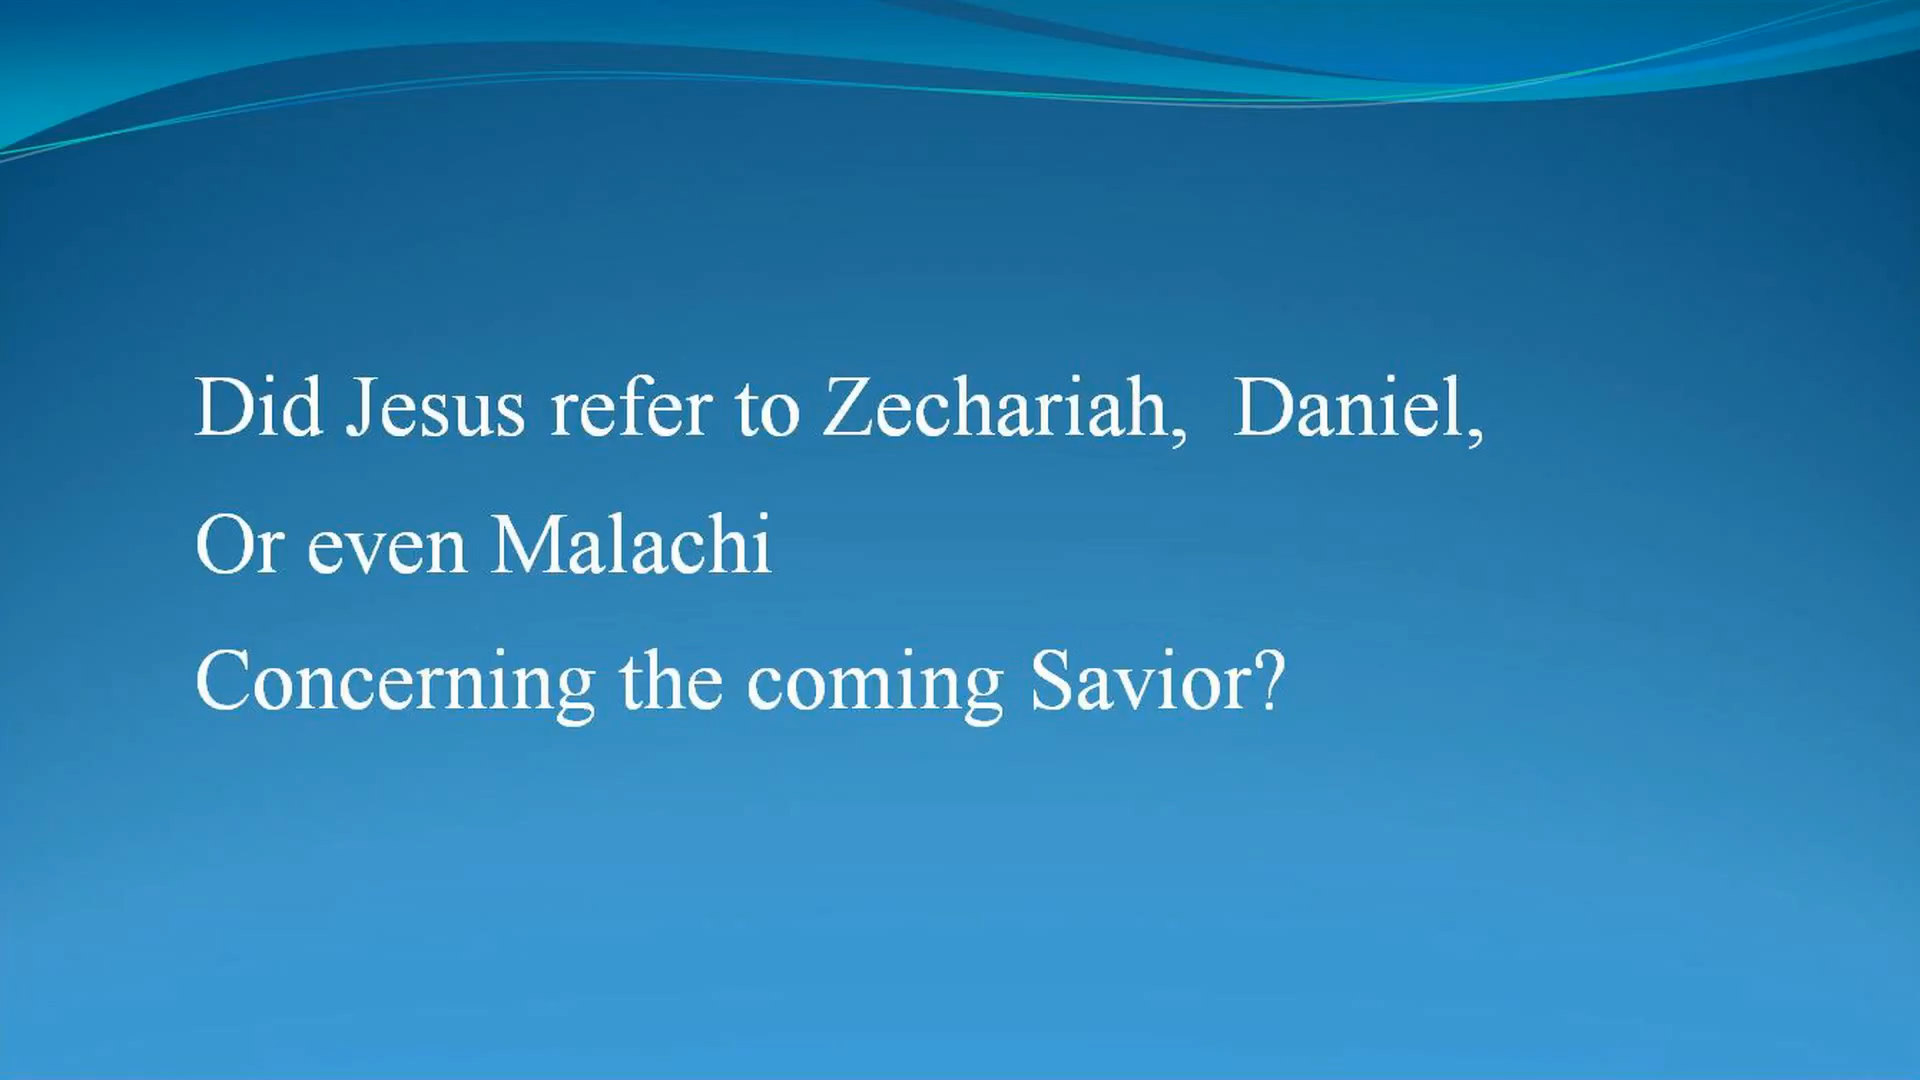 Did Jesus refer to Zechariah,  Daniel,
Or even Malachi
Concerning the coming Savior?